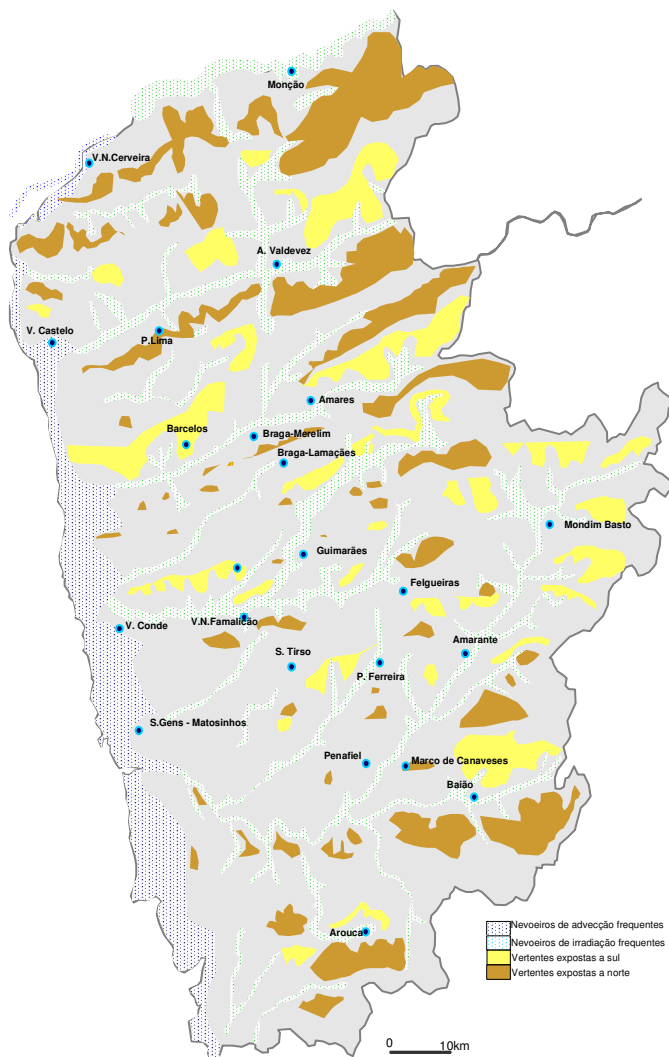 Monção
V.N.Cerveira
A. Valdevez
V. Castelo
P.Lima
Amares
Barcelos
Braga-Merelim
Braga-Lamaçães
Mondim Basto
Guimarães
Felgueiras
V.N.Famalicão
V. Conde
Amarante
S. Tirso
P. Ferreira
S.Gens - Matosinhos
Penafiel
Marco de Canaveses
Baião
Arouca
Nevoeiros de advecção frequentes
Nevoeiros de irradiação frequentes
Vertentes expostas a sul
Vertentes expostas a norte
0 10km